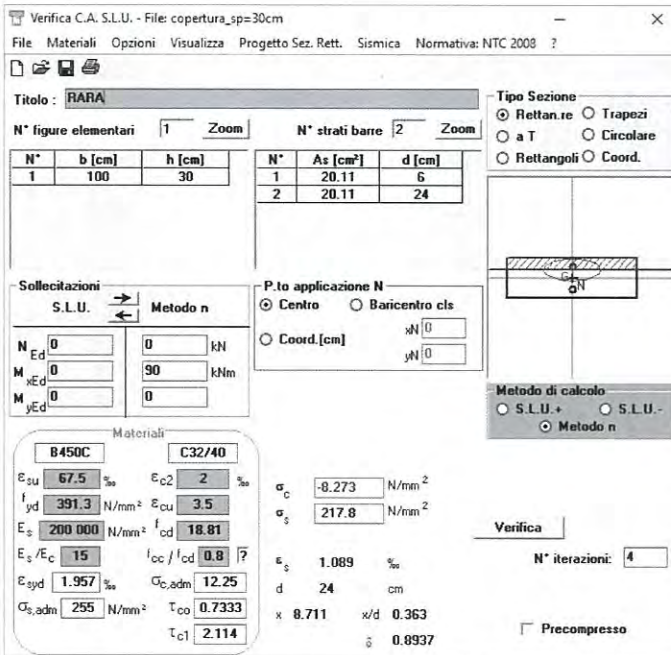 Verifica C.A. S.L.U. - File: copertura_sp=30cm
File Materiali Opzioni Visualizza Progetto Sez. Rett. Sismica Normativa: NTC 2008 ?
Titolo : RARA
N° figure elementari 1 Zoom N° strati barre 2 Zoom
N° b [cm] h [cm]
1 100 30
N° As [cm²] d [cm]
1 20.11 6
2 20.11 24
Tipo Sezione
Rettan.re Trapezi
a T Circolare
Rettangoli Coord.
G
N
Sollecitazioni
S.L.U. Metodo n
N Ed 0 0 kN
M xEd 0 90 kNm
M yEd 0 0
P.to applicazione N
Centro Baricentro cls
Coord.[cm] xN 0
yN 0
Metodo di calcolo
S.L.U.+ S.L.U.-
Metodo n
Materiali
B450C C32/40
εsu 67.5 ‰ εc2 2 ‰
fyd 391.3 N/mm² εcu 3.5
Es 200 000 N/mm² fcd 18.81
Es /Ec 15 fcc / fcd 0.8 ?
εsyd 1.957 ‰ σc,adm 12.25
σs,adm 255 N/mm² τco 0.7333
τc1 2.114
σc -8.273 N/mm²
σs 217.8 N/mm²
εs 1.089 ‰
d 24 cm
x 8.711 x/d 0.363
δ 0.8937
Verifica
N° iterazioni: 4
Precompresso